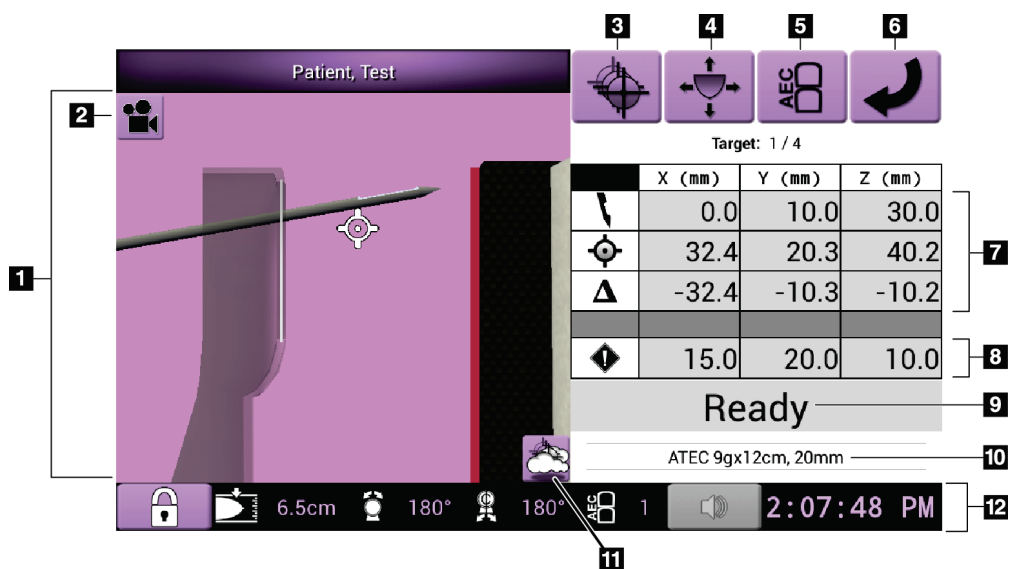 3 4 5 6
Patient, Test
AEC
1
2
Target: 1 / 4
X (mm) Y (mm) Z (mm)
0.0 10.0 30.0
32.4 20.3 40.2
Δ -32.4 -10.3 -10.2
7
15.0 20.0 10.0
8
Ready
9
ATEC 9gx12cm, 20mm
10
6.5cm 180° 180° AEC 1 2:07:48 PM
12
11